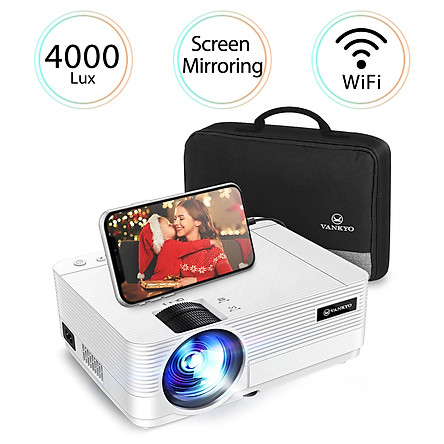 4000
Lux
Screen
Mirroring
WiFi
VANKYO
VANKYO